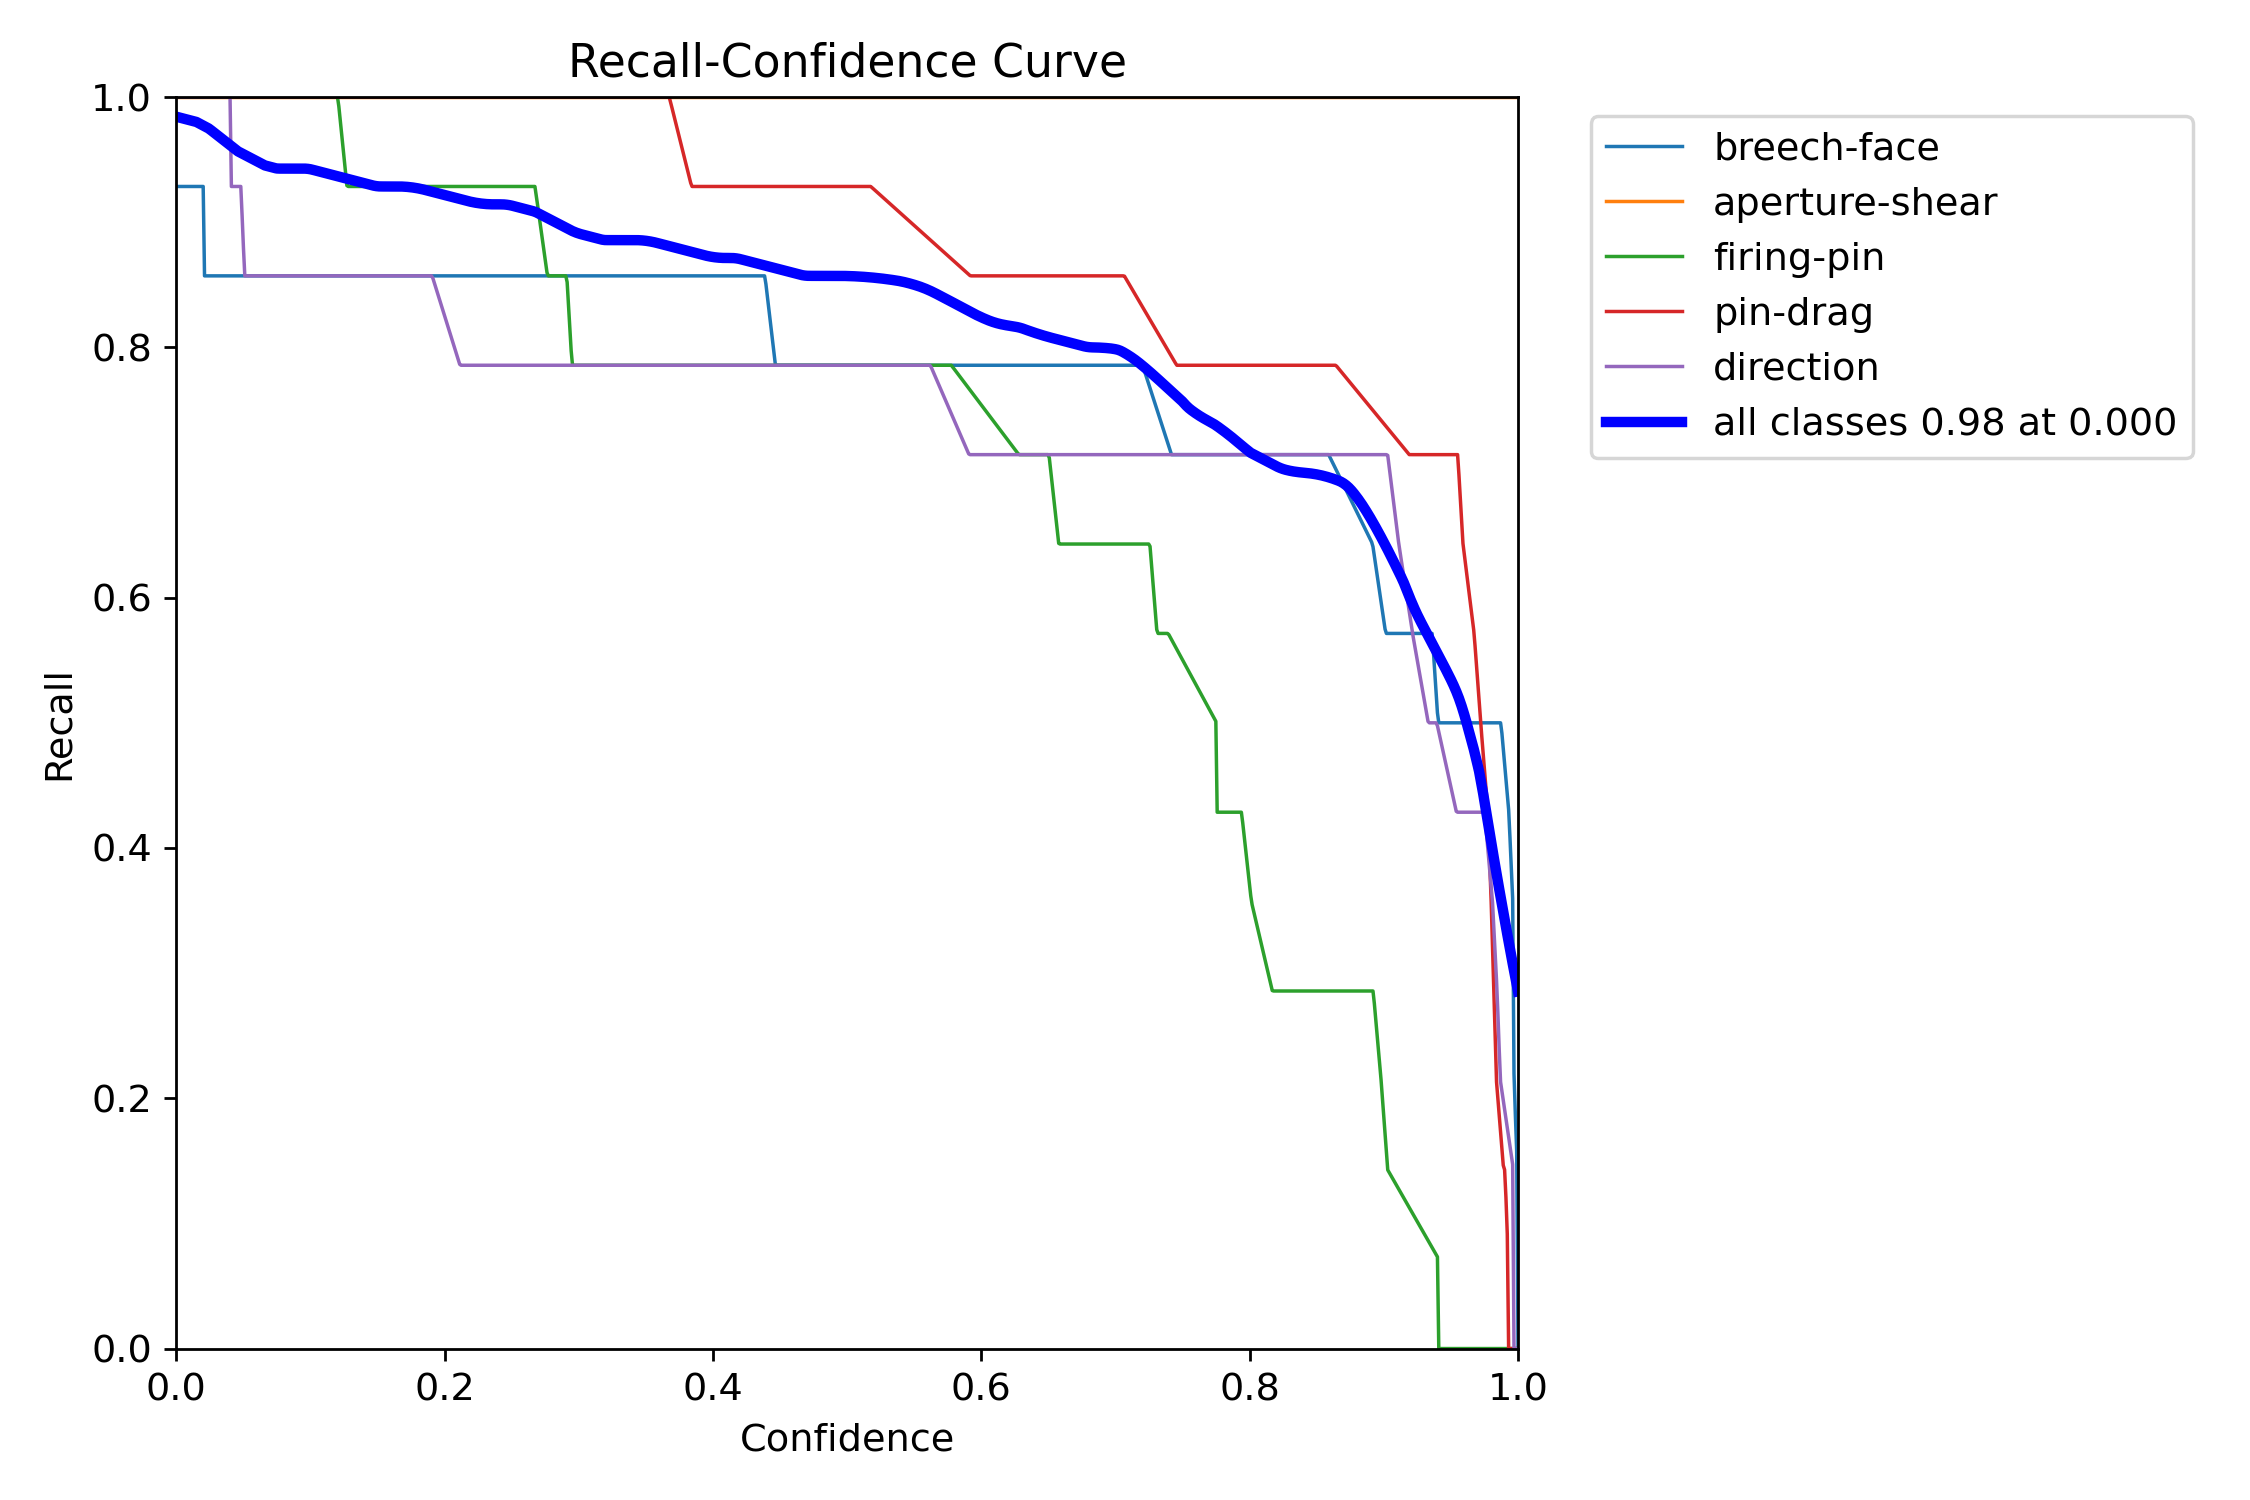 Recall-Confidence Curve
1.0
0.8
0.6
0.4
0.2
0.0
Recall
0.0 0.2 0.4 0.6 0.8 1.0
Confidence
breech-face
aperture-shear
firing-pin
pin-drag
direction
all classes 0.98 at 0.000